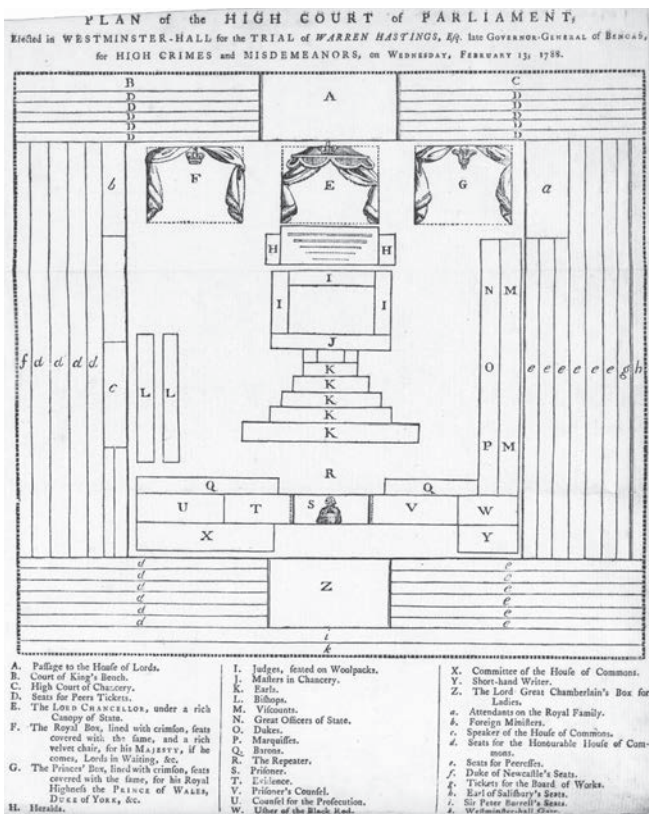 PLAN of the HIGH COURT of PARLIAMENT,
Erected in WESTMINSTER-HALL for the TRIAL of WARREN HASTINGS, Eſq. late GOVERNOR-GENERAL of BENGAL,
for HIGH CRIMES and MISDEMEANORS, on WEDNESDAY, FEBRUARY 13, 1788.
B A C
D D
D D
D D
D D
D D
b F E G a
H H
I
I I N M
J
f d d d d c L L K O e e e e e e g h
K
K
K
K P M
R
Q Q
U T S V W
X Y
d Z e
d e
d e
d e
d e
d e
i
k
A. Paſſage to the Houſe of Lords.
B. Court of King's Bench.
C. High Court of Chancery.
D. Seats for Peers Tickets.
E. The LORD CHANCELLOR, under a rich
Canopy of State.
F. The Royal Box, lined with crimſon, ſeats
covered with the ſame, and a rich
velvet chair, for his MAJESTY, if he
comes, Lords in Waiting, &c.
G. The Princes' Box, lined with crimſon, ſeats
covered with the ſame, for his Royal
Highneſs the PRINCE of WALES,
DUKE of YORK, &c.
H. Heralds.
I. Judges, ſeated on Woolpacks.
J. Maſters in Chancery.
K. Earls.
L. Biſhops.
M. Viſcounts.
N. Great Officers of State.
O. Dukes.
P. Marquiſſes.
Q. Barons.
R. The Repeater.
S. Priſoner.
T. Evidence.
V. Priſoner's Counſel.
U. Counſel for the Proſecution.
W. Uſher of the Black Rod.
X. Committee of the Houſe of Commons.
Y. Short-hand Writer.
Z. The Lord Great Chamberlain's Box for
Ladies.
a. Attendants on the Royal Family.
b. Foreign Miniſters.
c. Speaker of the Houſe of Commons.
d. Seats for the Honourable Houſe of Com-
mons.
e. Seats for Peereſſes.
f. Duke of Newcaſtle's Seats.
g. Tickets for the Board of Works.
h. Earl of Saliſbury's Seats.
i. Sir Peter Burrell's Seats.
k. Weſtminſter-hall Gate.